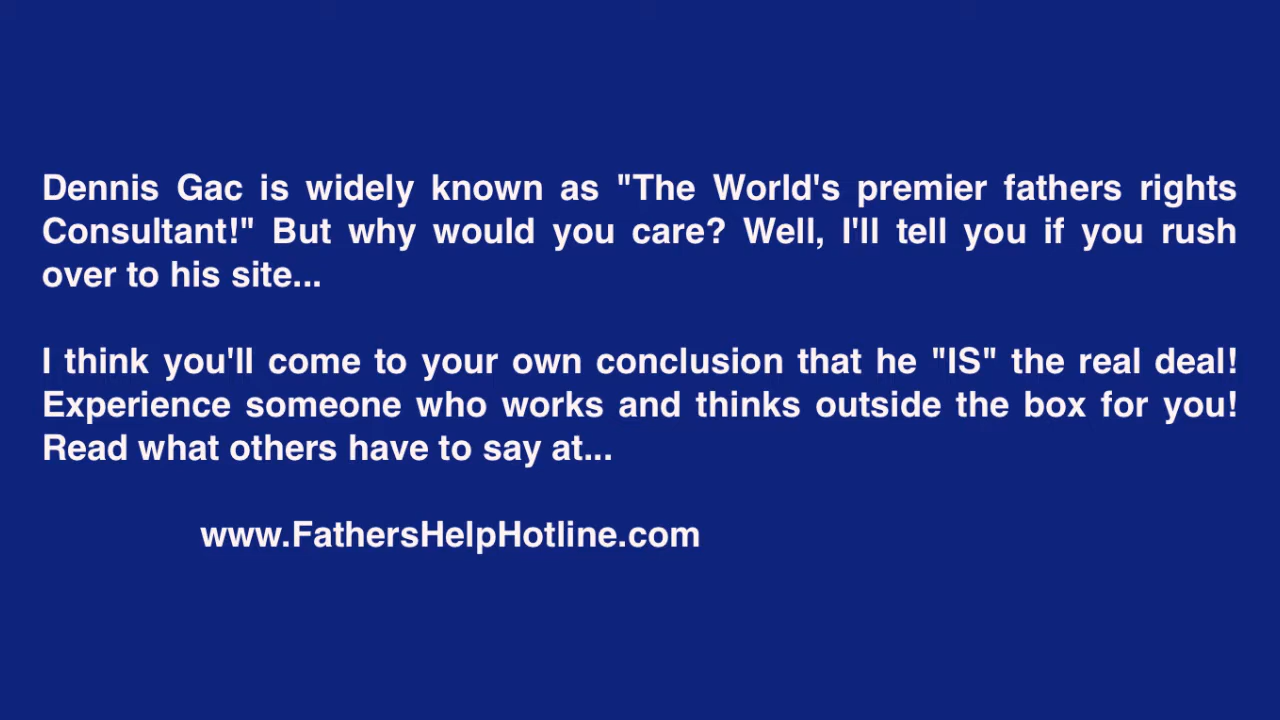 Dennis Gac is widely known as "The World's premier fathers rights
Consultant!" But why would you care? Well, I'll tell you if you rush
over to his site...
I think you'll come to your own conclusion that he "IS" the real deal!
Experience someone who works and thinks outside the box for you!
Read what others have to say at...
www.FathersHelpHotline.com